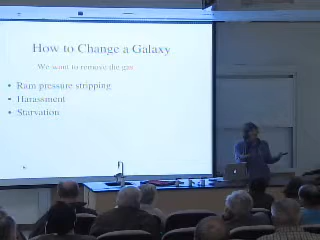 How to Change a Galaxy
We want to remove the gas
• Ram pressure stripping
• Harassment
• Starvation